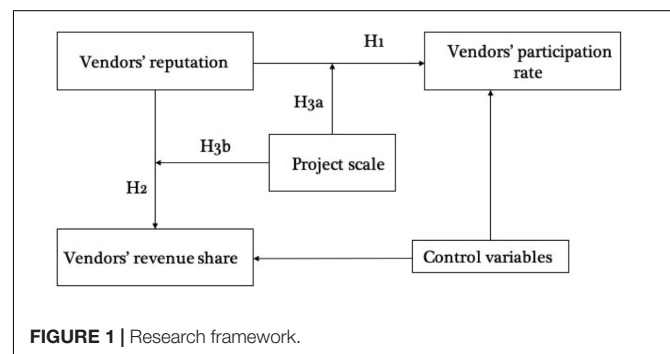 H1
Vendors' reputation
Vendors' participation
rate
H3a
H3b
Project scale
H2
Vendors' revenue share
Control variables
FIGURE 1 | Research framework.